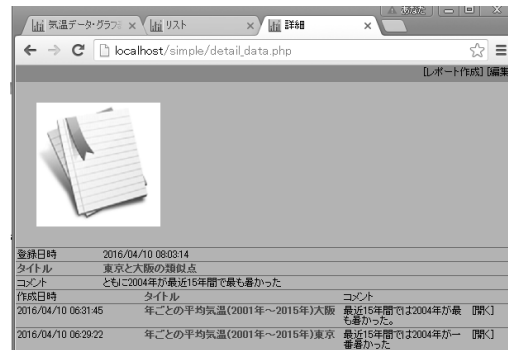 気温データ・グラフ
リスト
詳細
localhost/simple/detail_data.php
[レポート作成] [編集
登録日時 2016/04/10 08:03:14
タイトル 東京と大阪の類似点
コメント ともに2004年が最近15年間で最も暑かった
作成日時 タイトル コメント
2016/04/10 06:31:45 年ごとの平均気温(2001年～2015年)大阪 最近15年間では2004年が最 [開く]
も暑かった。
2016/04/10 06:29:22 年ごとの平均気温(2001年～2015年)東京 最近15年間では2004年が一 [開く]
番暑かった